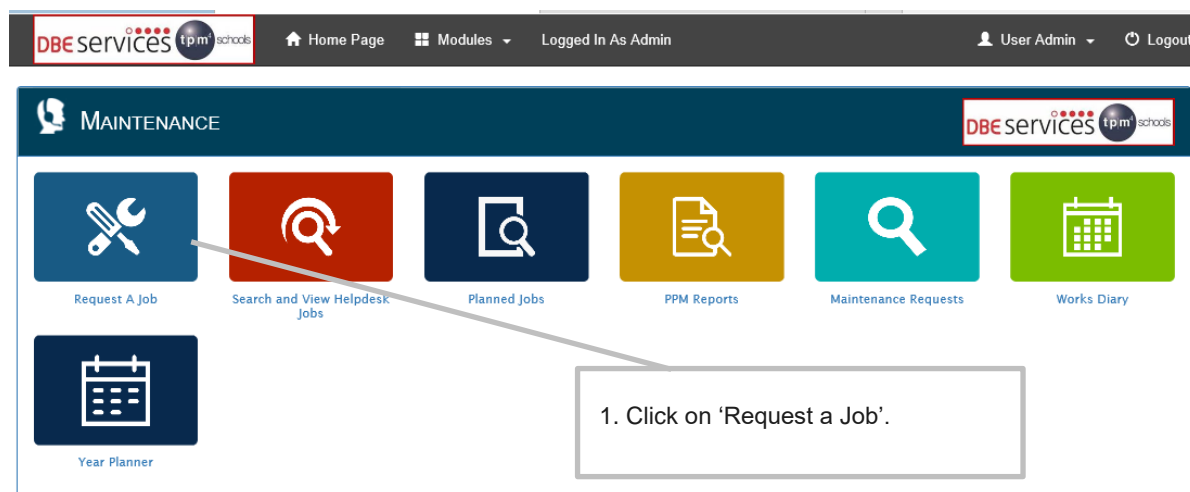 DBE services tpm4 schools Home Page Modules Logged In As Admin User Admin Logout
MAINTENANCE DBE services tpm4 schools
Request A Job Search and View Helpdesk Jobs Planned Jobs PPM Reports Maintenance Requests Works Diary
1. Click on ‘Request a Job’.
Year Planner